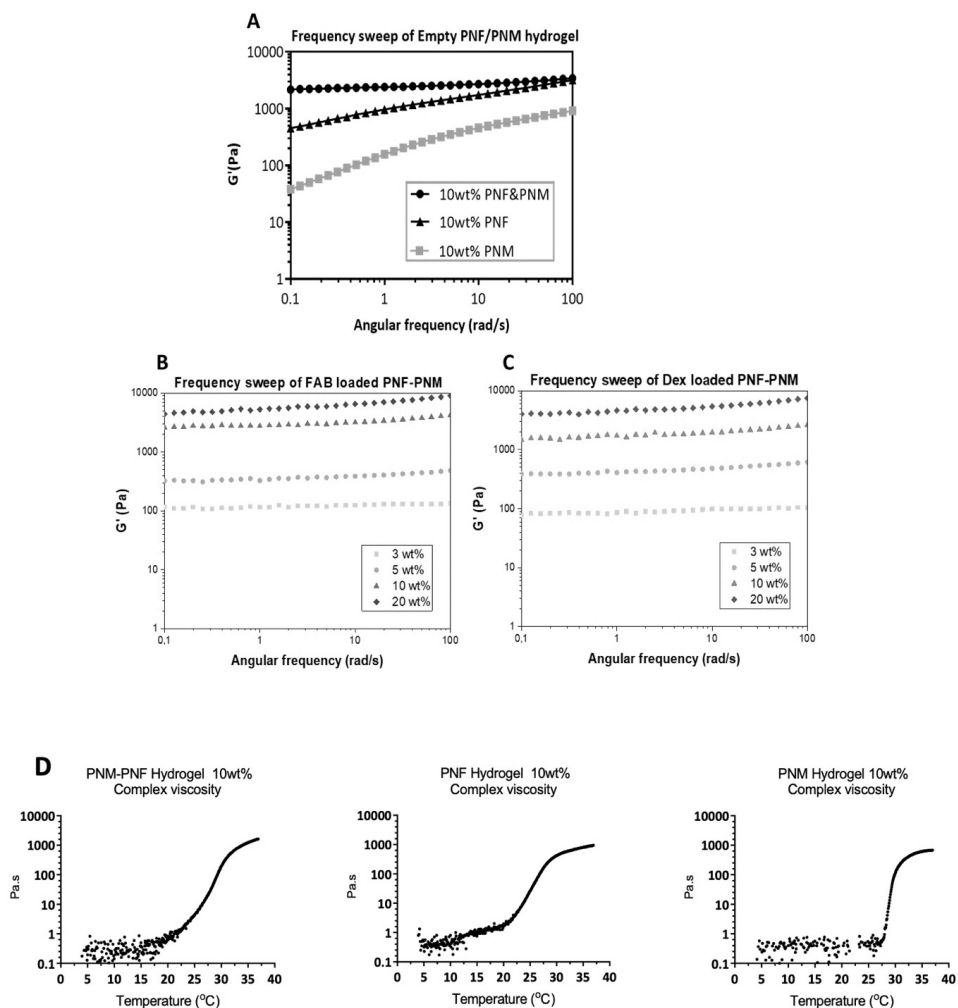 A
Frequency sweep of Empty PNF/PNM hydrogel
10000
1000
100
10
1
G'(Pa)
10wt% PNF&PNM
10wt% PNF
10wt% PNM
0.1 1 10 100
Angular frequency (rad/s)
B
Frequency sweep of FAB loaded PNF-PNM
10000
1000
100
10
1
G' (Pa)
3 wt%
5 wt%
10 wt%
20 wt%
0,1 1 10 100
Angular frequency (rad/s)
C
Frequency sweep of Dex loaded PNF-PNM
10000
1000
100
10
1
G' (Pa)
3 wt%
5 wt%
10 wt%
20 wt%
0,1 1 10 100
Angular frequency (rad/s)
D
PNM-PNF Hydrogel 10wt%
Complex viscosity
10000
1000
100
10
1
0.1
Pa.s
0 5 10 15 20 25 30 35 40
Temperature (°C)
PNF Hydrogel 10wt%
Complex viscosity
10000
1000
100
10
1
0.1
Pa.s
0 5 10 15 20 25 30 35 40
Temperature (°C)
PNM Hydrogel 10wt%
Complex viscosity
10000
1000
100
10
1
0.1
Pa.s
0 5 10 15 20 25 30 35 40
Temperature (°C)